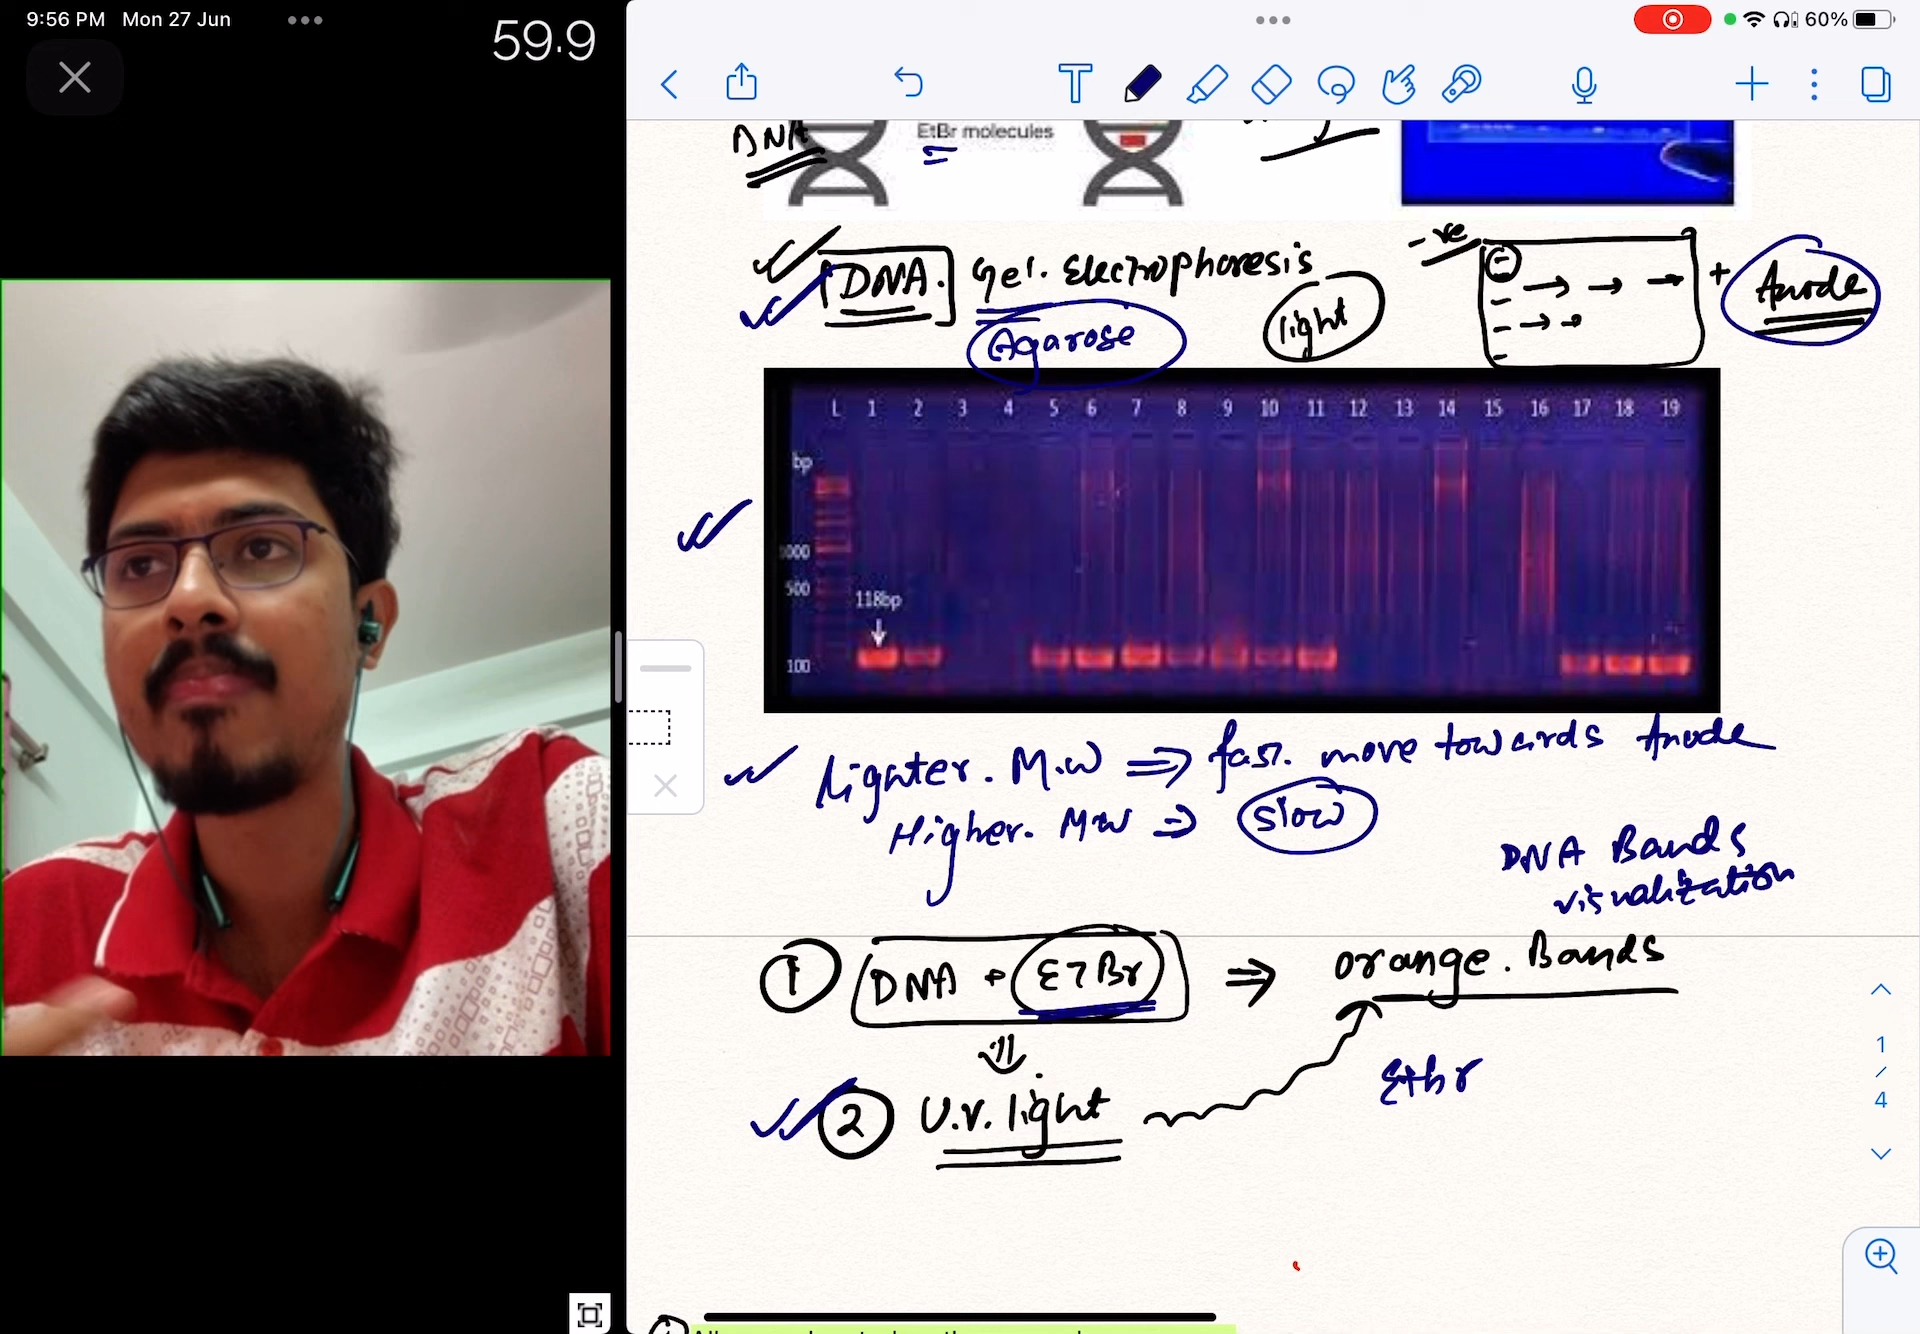 9:56 PM Mon 27 Jun
59.9
60%
DNA
EtBr molecules
-ve
DNA. Gel. Electrophoresis
+ Anode
light
Agarose
L 1 2 3 4 5 6 7 8 9 10 11 12 13 14 15 16 17 18 19
bp
1000
500
118bp
100
Lighter. M.W ⇒ fast. move towards Anode
Higher. MW ⇒ slow
DNA Bands
visualization
1 DNA + ETBr ⇒ orange. Bands
Etbr
2 U.V. light
1
/
4